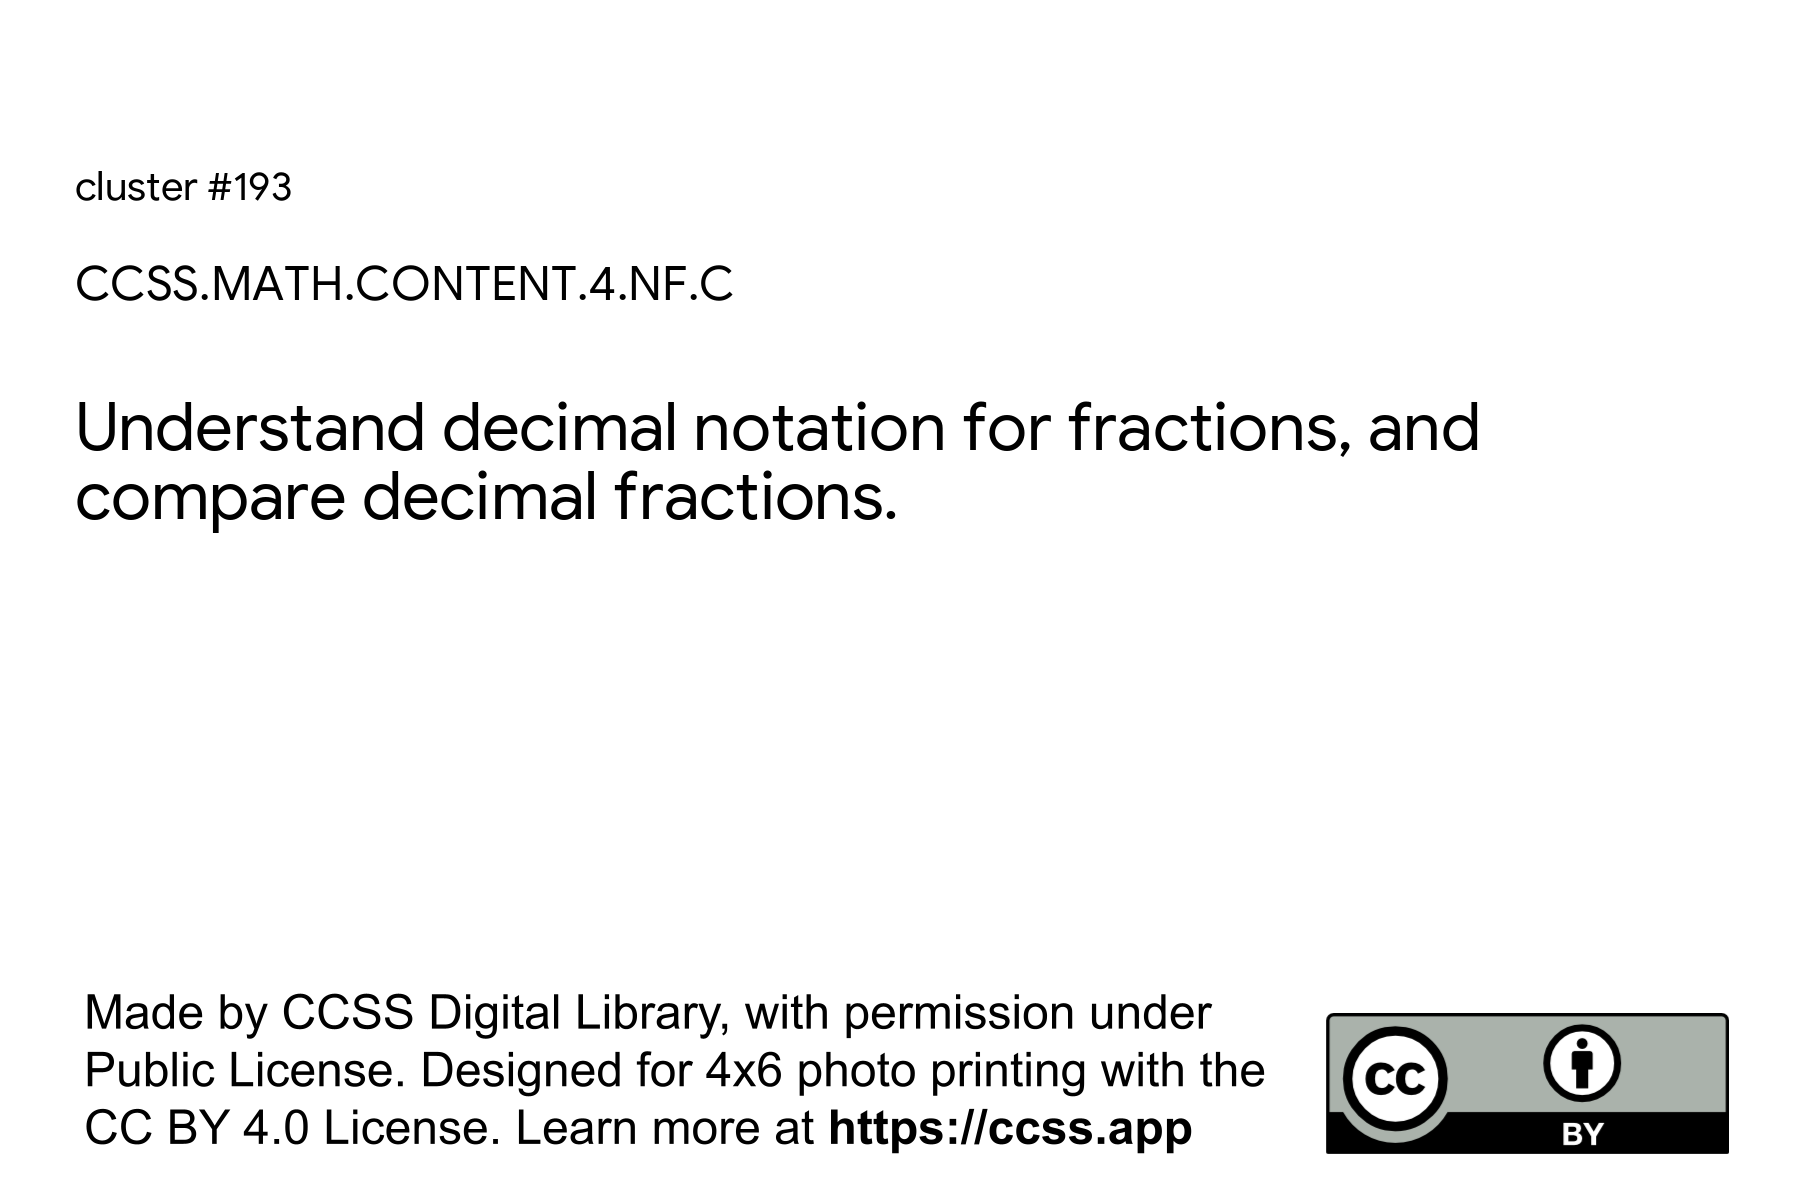 cluster #193
CCSS.MATH.CONTENT.4.NF.C
Understand decimal notation for fractions, and
compare decimal fractions.
Made by CCSS Digital Library, with permission under
Public License. Designed for 4x6 photo printing with the
CC BY 4.0 License. Learn more at https://ccss.app
CC
BY